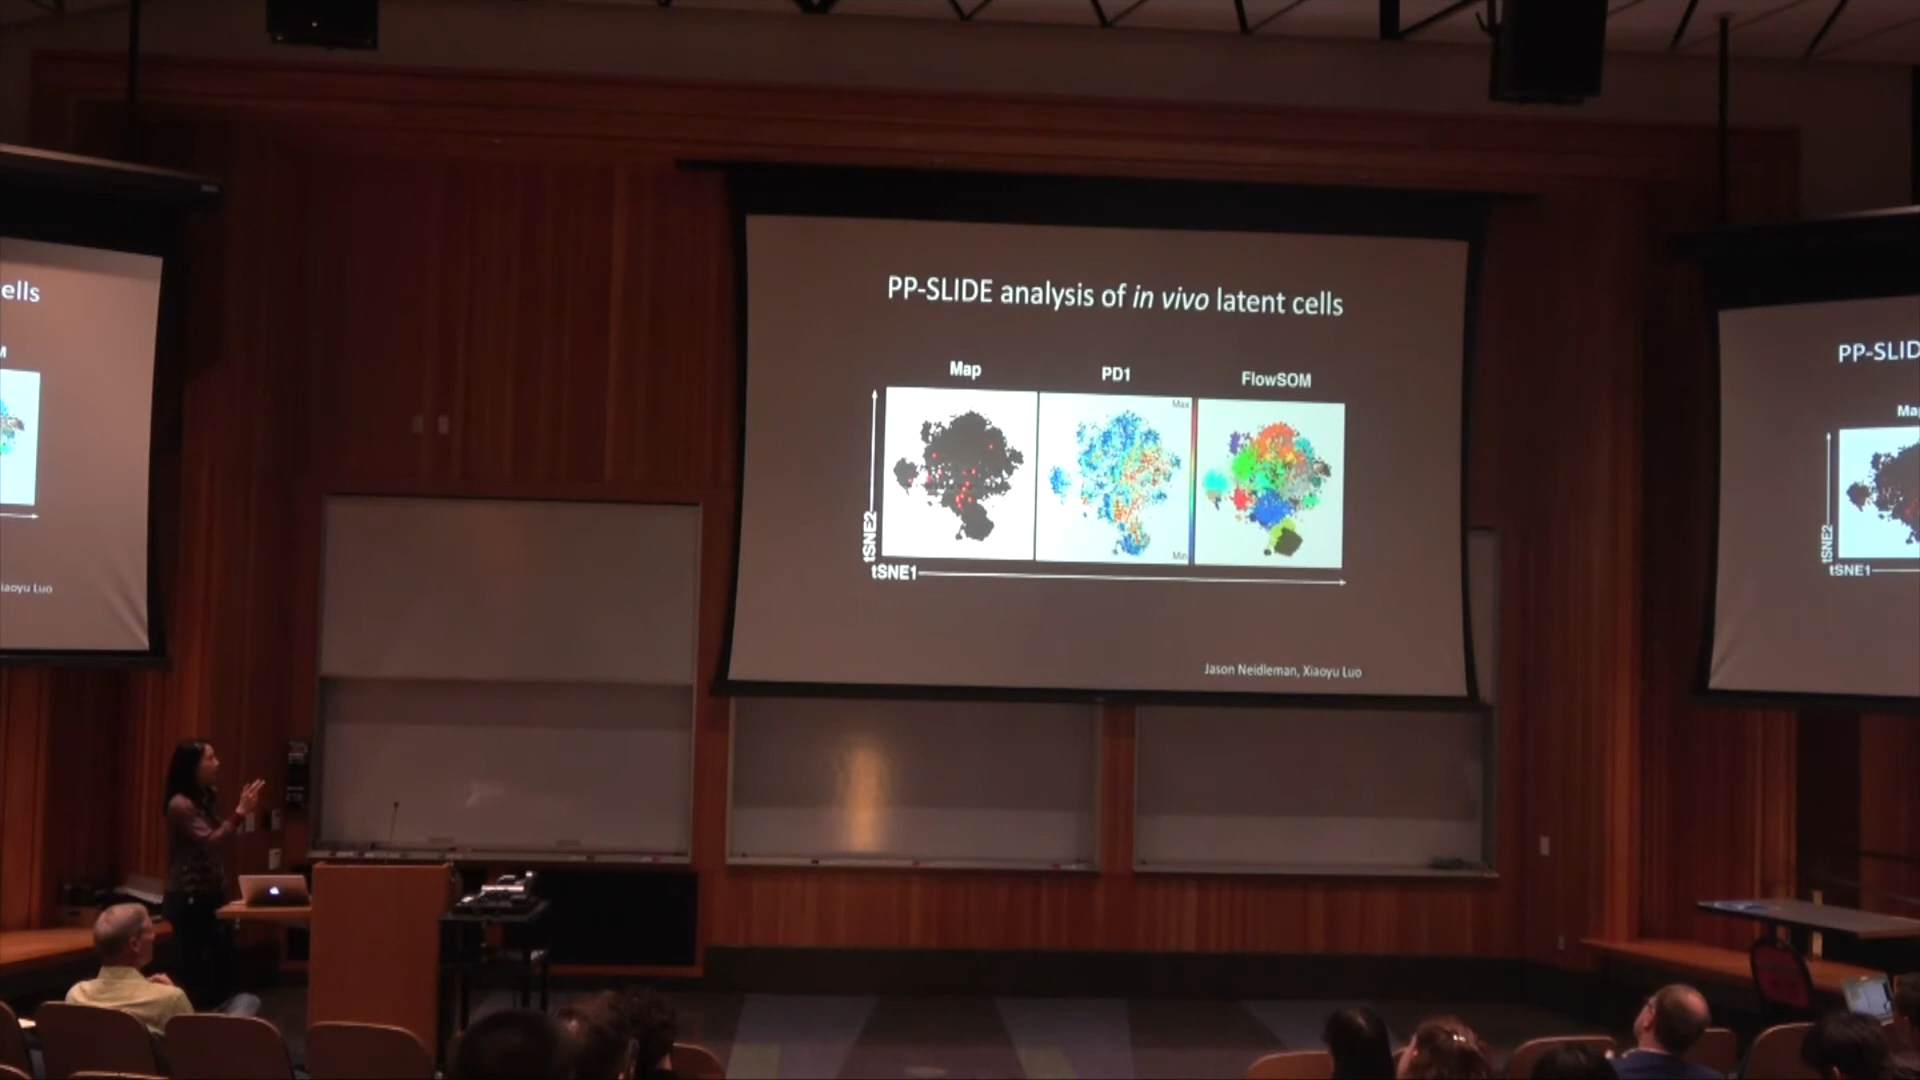 ells
M
iaoyu Luo
PP-SLIDE analysis of in vivo latent cells
Map PD1 FlowSOM
Max
Min
tSNE2
tSNE1
Jason Neidleman, Xiaoyu Luo
PP-SLID
Map
tSNE2
tSNE1